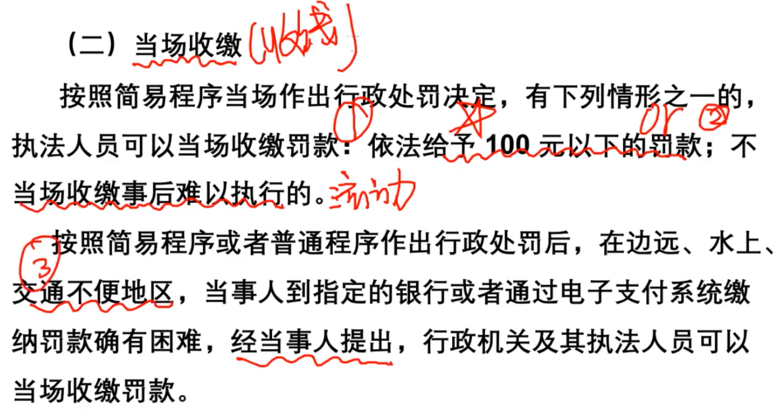 （二）当场收缴（收钱）
按照简易程序当场作出行政处罚决定，有下列情形之一的，
① or ②
执法人员可以当场收缴罚款：依法给予 100 元以下的罚款；不
当场收缴事后难以执行的。流动
③
按照简易程序或者普通程序作出行政处罚后，在边远、水上、
交通不便地区，当事人到指定的银行或者通过电子支付系统缴
纳罚款确有困难，经当事人提出，行政机关及其执法人员可以
当场收缴罚款。